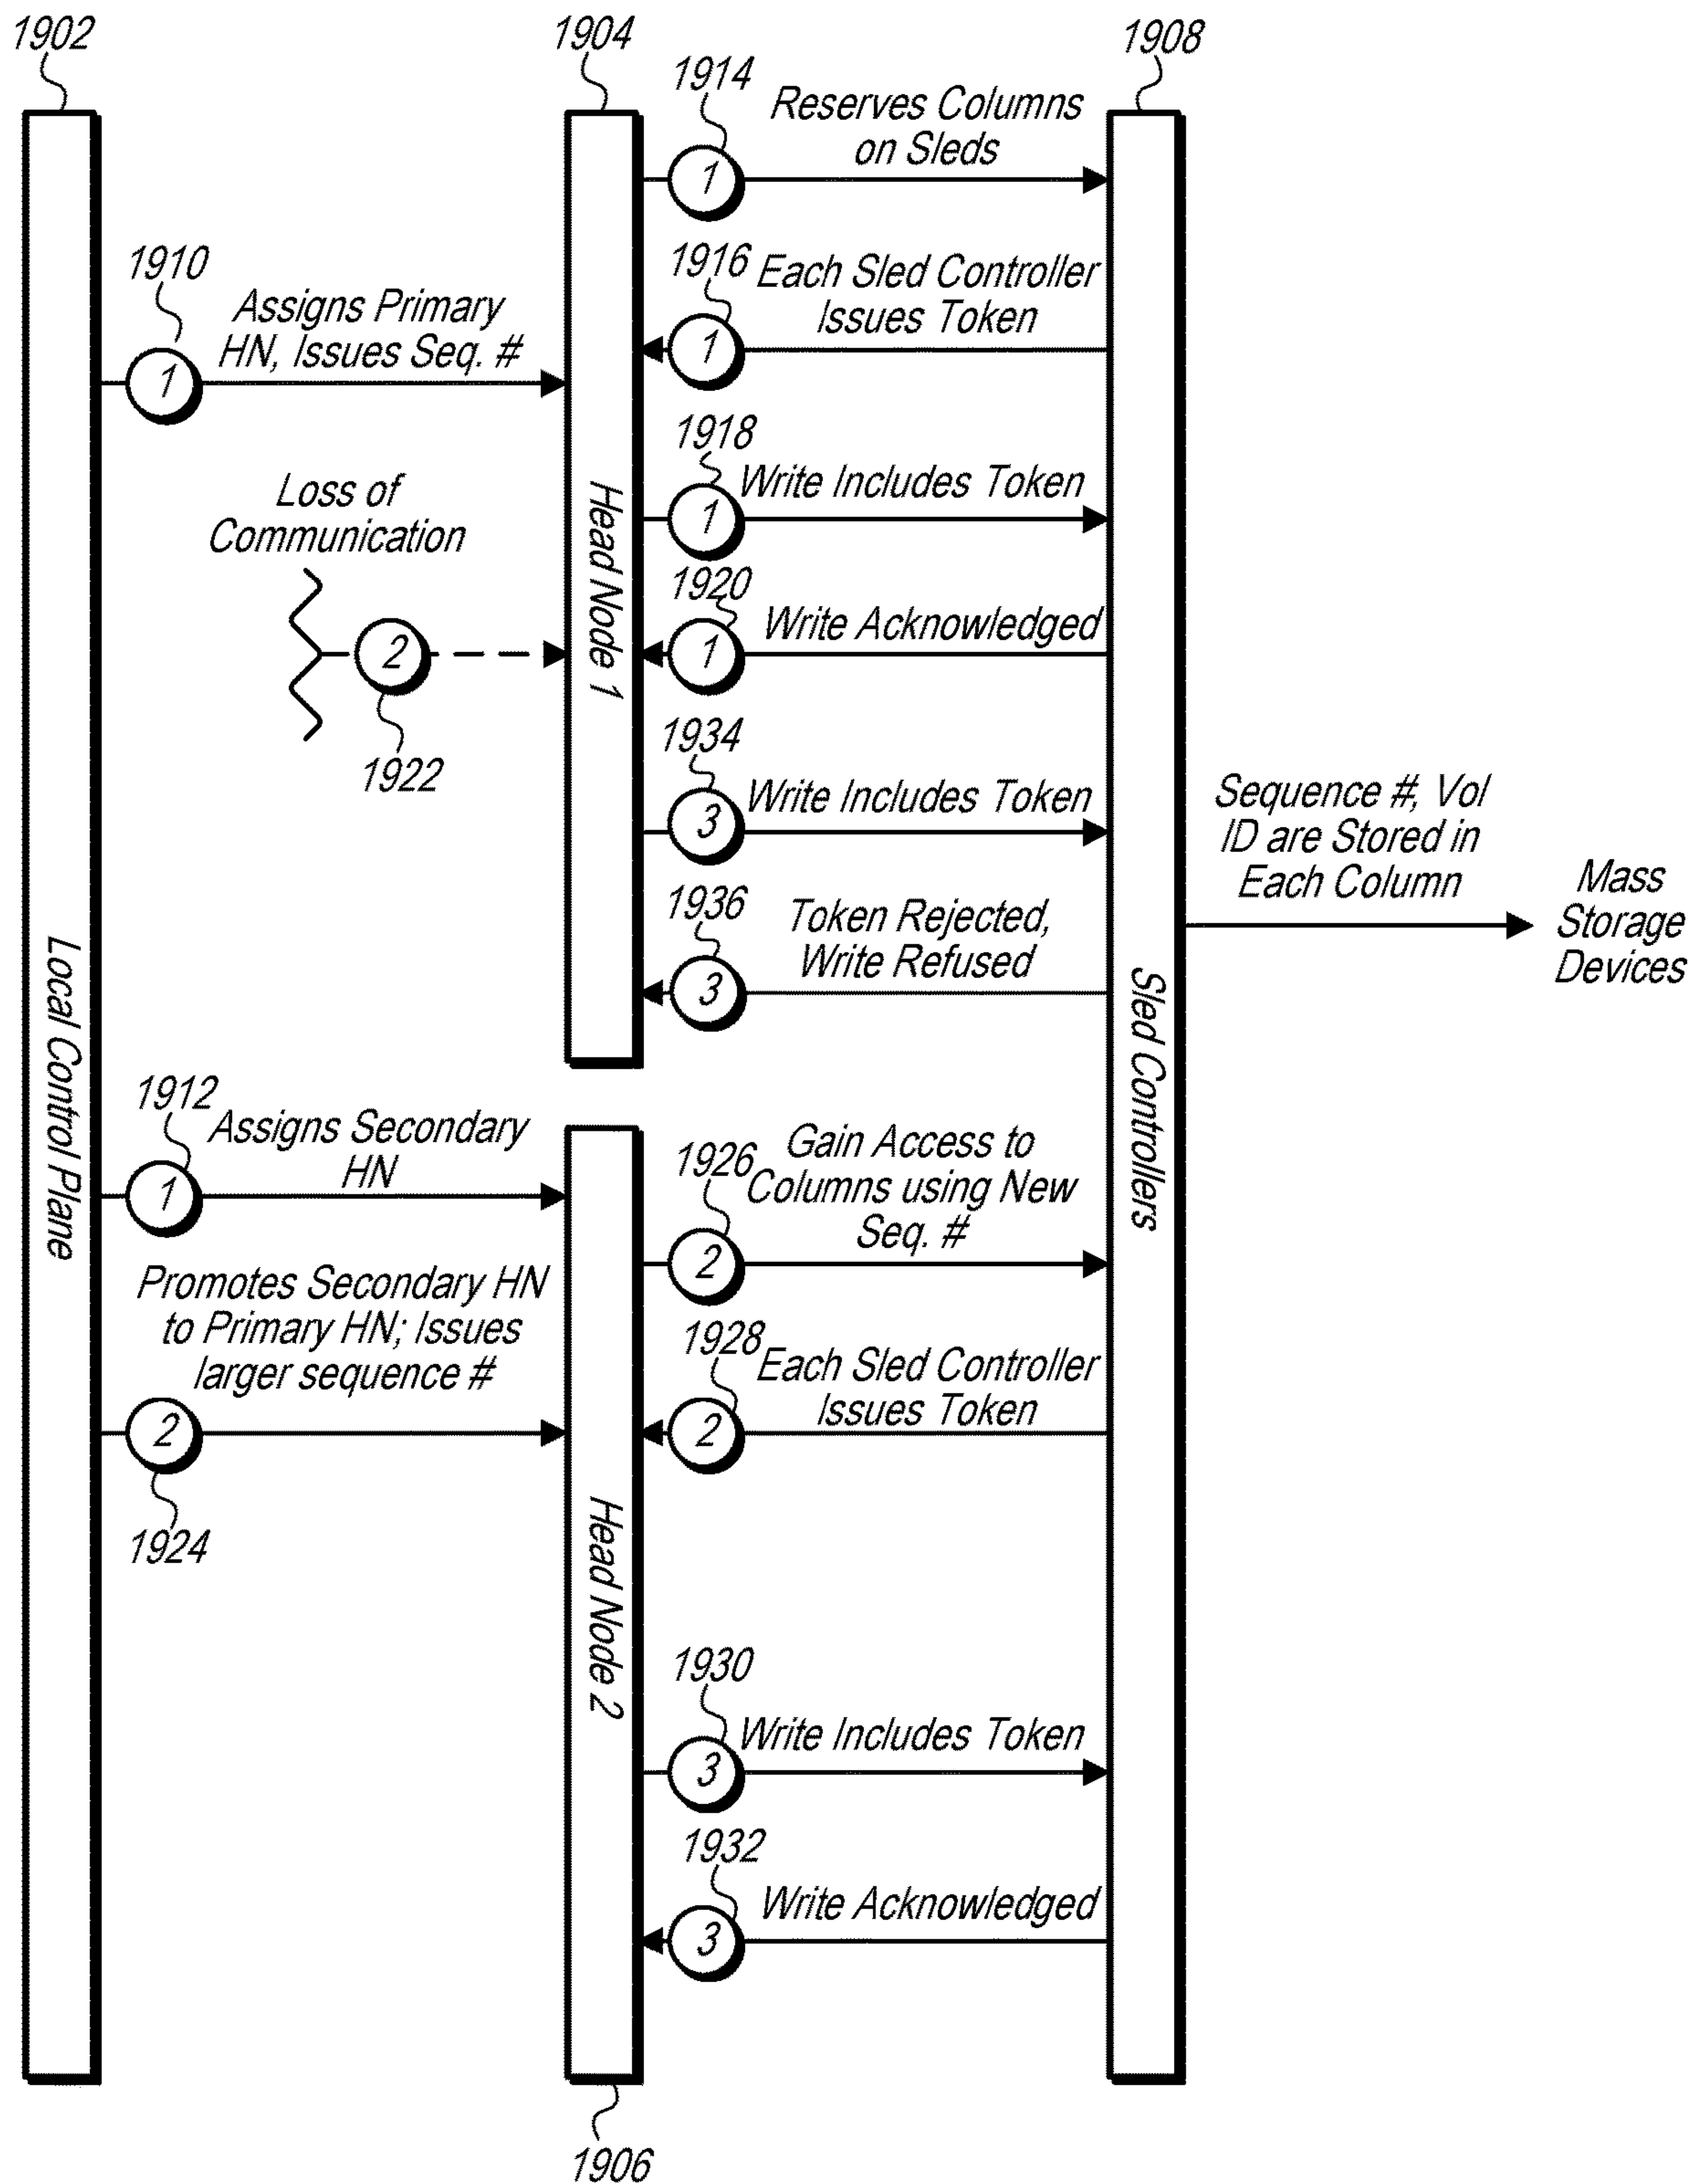 1902
1904
1908
1914
Reserves Columns
on Sleds
1
1910
Assigns Primary
HN, Issues Seq. #
1
1916
Each Sled Controller
Issues Token
1
1918
Write Includes Token
1
Loss of
Communication
2
1922
1920
Write Acknowledged
1
Head Node 1
1934
Write Includes Token
3
1936
Token Rejected,
Write Refused
3
Sequence #, Vol
ID are Stored in
Each Column
Mass
Storage
Devices
Local Control Plane
Sled Controllers
1912
Assigns Secondary
HN
1
1926
Gain Access to
Columns using New
Seq. #
2
Promotes Secondary HN
to Primary HN; Issues
larger sequence #
2
1924
1928
Each Sled Controller
Issues Token
2
Head Node 2
1930
Write Includes Token
3
1932
Write Acknowledged
3
1906